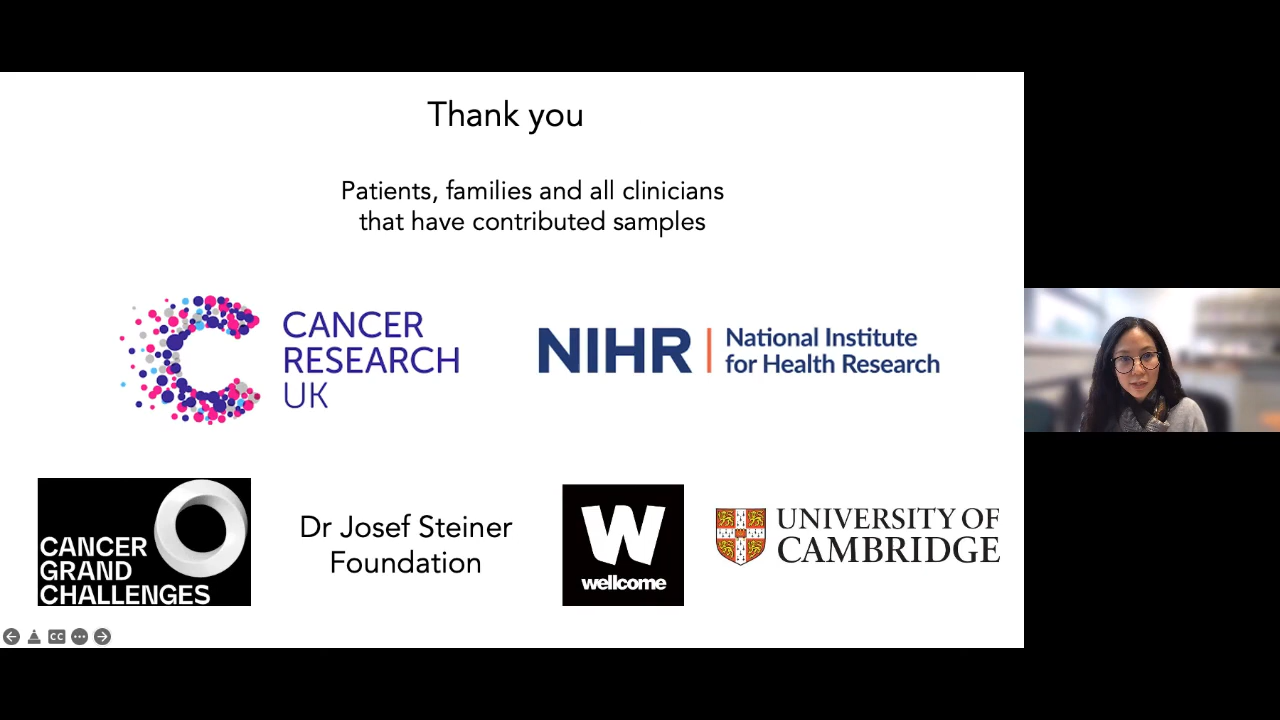 Thank you
Patients, families and all clinicians
that have contributed samples
CANCER
RESEARCH
UK
NIHR | National Institute
for Health Research
CANCER
GRAND
CHALLENGES
Dr Josef Steiner
Foundation
W
wellcome
UNIVERSITY OF
CAMBRIDGE
CC